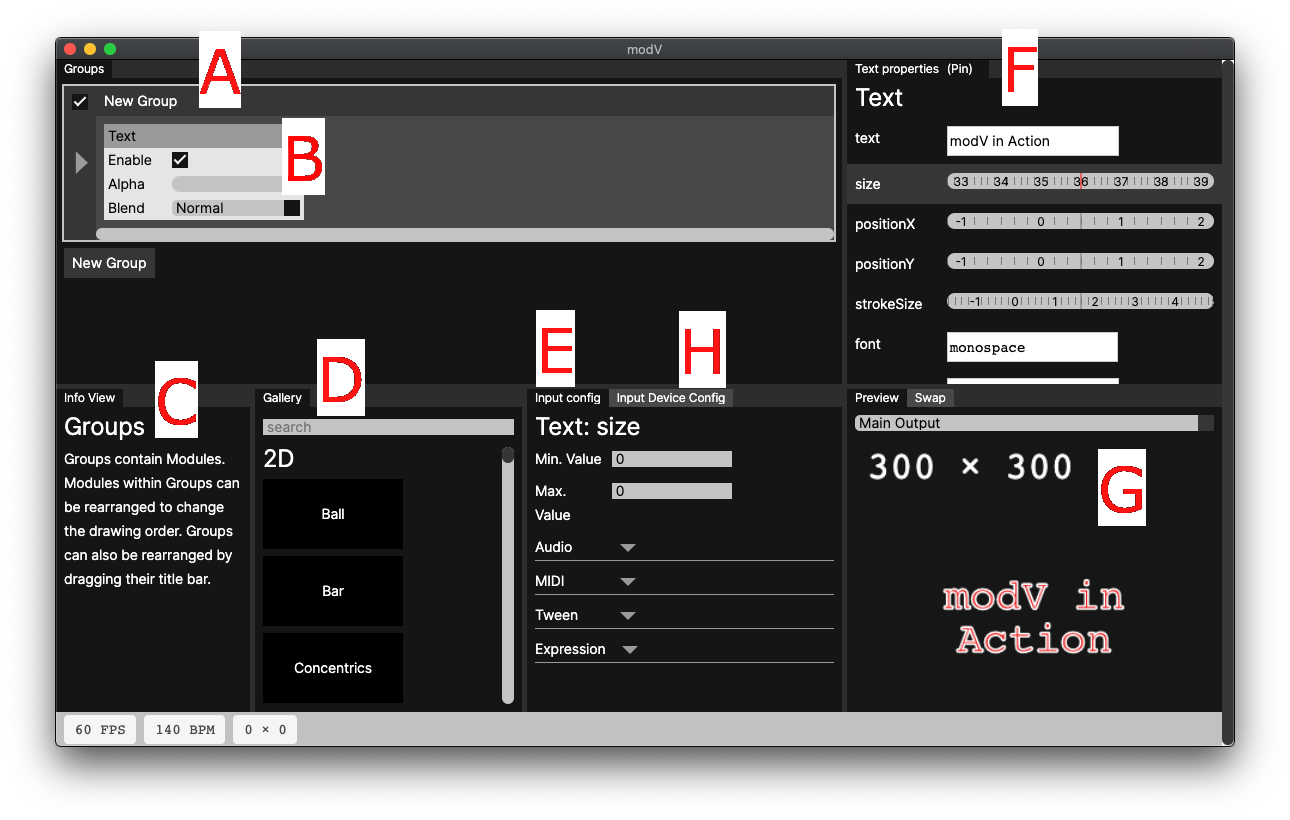 modV
Groups
A
New Group
Text
Enable
B
Alpha
Blend Normal
New Group
Text properties (Pin)
F
Text
text modV in Action
size 33 34 35 36 37 38 39
positionX -1 0 1 2
positionY -1 0 1 2
strokeSize -1 0 1 2 3 4
font monospace
Info View
C
Groups
Groups contain Modules.
Modules within Groups can
be rearranged to change
the drawing order. Groups
can also be rearranged by
dragging their title bar.
Gallery
D
search
2D
Ball
Bar
Concentrics
E
H
Input config Input Device Config
Text: size
Min. Value 0
Max. 0
Value
Audio
MIDI
Tween
Expression
Preview Swap
Main Output
300 × 300
G
modV in
Action
60 FPS 140 BPM 0 × 0